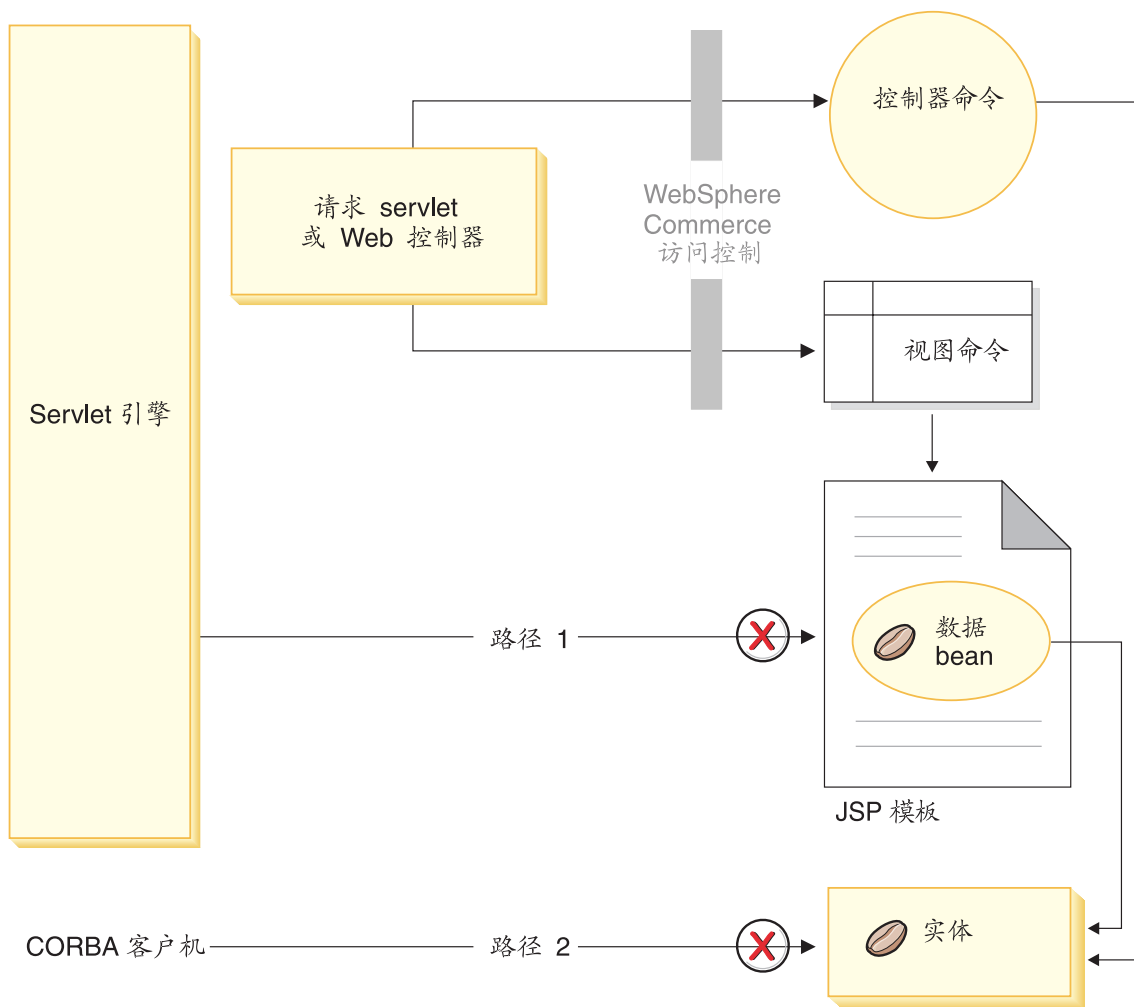 控制器命令
请求 servlet
或 Web 控制器
WebSphere
Commerce
访问控制
视图命令
Servlet 引擎
路径 1
数据
bean
JSP 模板
CORBA 客户机
路径 2
实体